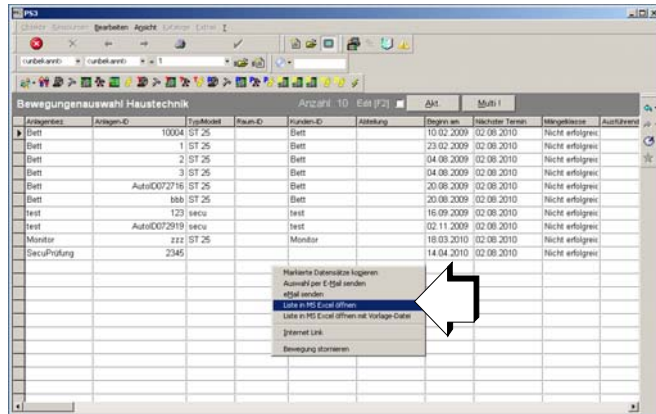 PS3
Bearbeiten Ansicht
(unbekannt) (unbekannt) = 1
Bewegungenauswahl Haustechnik Anzahl: 10 Edit [F2] Akt. Multi !
Anlagenbez. Anlagen-ID Typ/Modell Raum-ID Kunden-ID Abteilung Beginn am Nächster Termin Mängelklasse Ausführend
Bett 10004 ST 25 Bett 10.02.2009 02.08.2010 Nicht erfolgreic
Bett 1 ST 25 Bett 23.02.2009 02.08.2010 Nicht erfolgreic
Bett 2 ST 25 Bett 04.08.2009 02.08.2010 Nicht erfolgreic
Bett 3 ST 25 Bett 04.08.2009 02.08.2010 Nicht erfolgreic
Bett AutoID072716 ST 25 Bett 20.08.2009 02.08.2010 Nicht erfolgreic
Bett bbb ST 25 Bett 20.08.2009 02.08.2010 Nicht erfolgreic
test 123 secu test 16.09.2009 02.08.2010 Nicht erfolgreic
test AutoID072919 secu test 02.11.2009 02.08.2010 Nicht erfolgreic
Monitor zzz ST 25 Monitor 18.03.2010 02.08.2010 Nicht erfolgreic
SecuPrüfung 2345 14.04.2010 02.08.2010 Nicht erfolgreic
Markierte Datensätze kopieren
Auswahl per E-Mail senden
eMail senden
Liste in MS Excel öffnen
Liste in MS Excel öffnen mit Vorlage-Datei
Internet Link
Bewegung stornieren